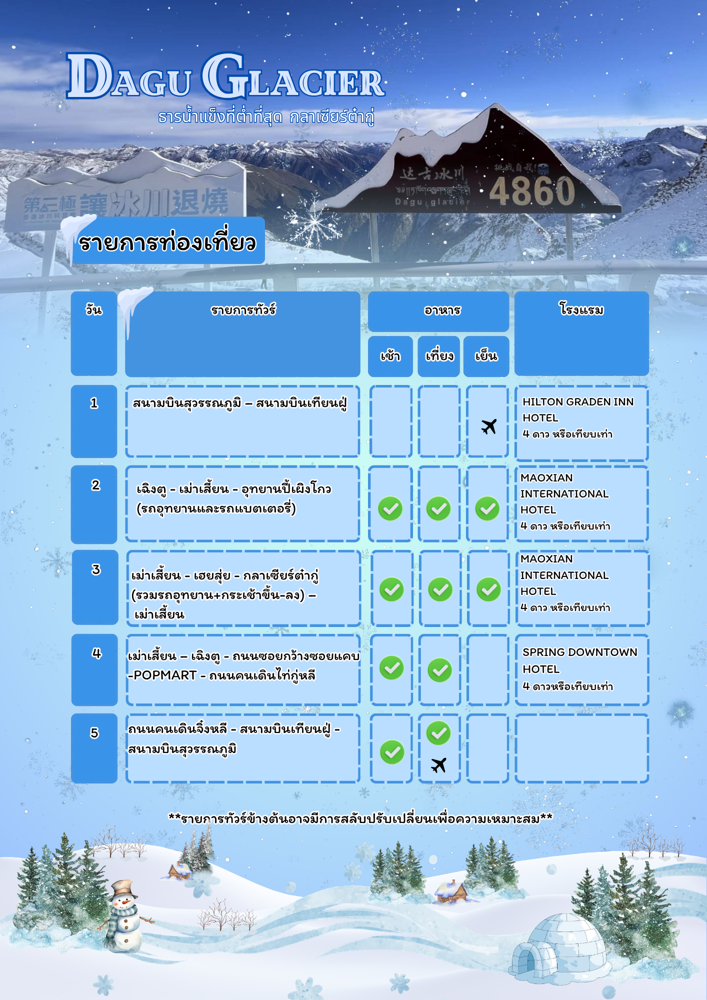 DAGU GLACIER
ธารน้ำแข็งที่ต่ำที่สุด กลาเซียร์ต๋ากู่
达古冰川
挑战自我!
4860
Dagu glacier
第三極 讓冰川退燒
รายการท่องเที่ยว
วัน
รายการทัวร์
อาหาร
โรงแรม
เช้า
เที่ยง
เย็น
1
สนามบินสุวรรณภูมิ – สนามบินเทียนฝู่
HILTON GRADEN INN
HOTEL
4 ดาว หรือเทียบเท่า
2
เฉิงตู - เม่าเสี้ยน - อุทยานปี้เผิงโกว
(รถอุทยานและรถแบตเตอรี่)
MAOXIAN
INTERNATIONAL
HOTEL
4 ดาว หรือเทียบเท่า
3
เม่าเสี้ยน - เฮยสุ่ย - กลาเซียร์ต๋ากู่
(รวมรถอุทยาน+กระเช้าขึ้น-ลง) –
เม่าเสี้ยน
MAOXIAN
INTERNATIONAL
HOTEL
4 ดาว หรือเทียบเท่า
4
เม่าเสี้ยน – เฉิงตู - ถนนซอยกว้างซอยแคบ
-POPMART - ถนนคนเดินไท่กู่หลี
SPRING DOWNTOWN
HOTEL
4 ดาวหรือเทียบเท่า
5
ถนนคนเดินจิ๋งหลี - สนามบินเทียนฝู่ -
สนามบินสุวรรณภูมิ
**รายการทัวร์ข้างต้นอาจมีการสลับปรับเปลี่ยนเพื่อความเหมาะสม**